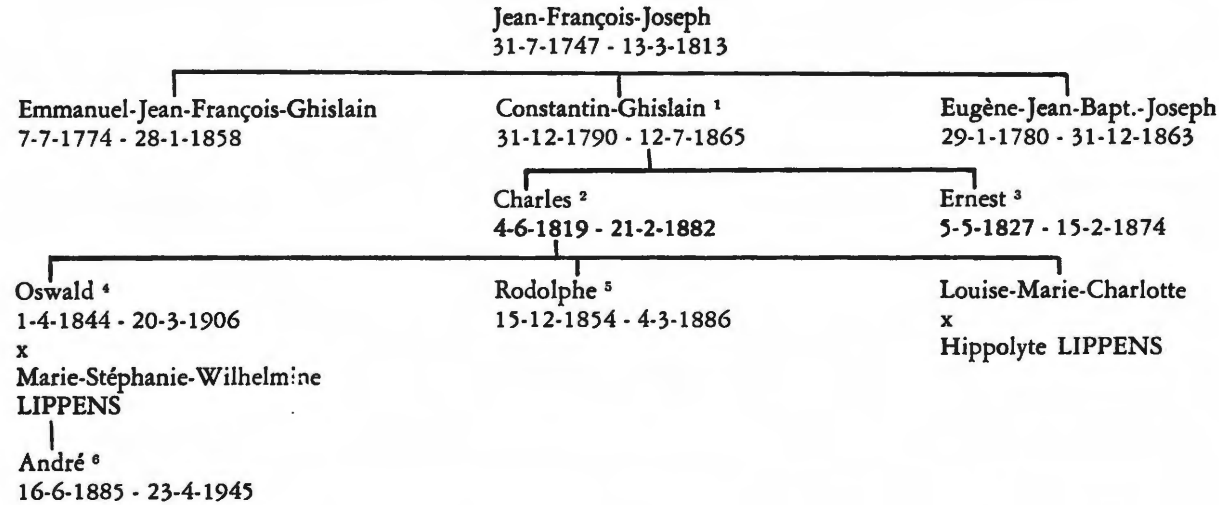 Jean-François-Joseph
31-7-1747 - 13-3-1813
Emmanuel-Jean-François-Ghislain
7-7-1774 - 28-1-1858
Constantin-Ghislain ¹
31-12-1790 - 12-7-1865
Eugène-Jean-Bapt.-Joseph
29-1-1780 - 31-12-1863
Charles ²
4-6-1819 - 21-2-1882
Ernest ³
5-5-1827 - 15-2-1874
Oswald ⁴
1-4-1844 - 20-3-1906
x
Marie-Stéphanie-Wilhelmine
LIPPENS
Rodolphe ⁵
15-12-1854 - 4-3-1886
Louise-Marie-Charlotte
x
Hippolyte LIPPENS
André ⁶
16-6-1885 - 23-4-1945